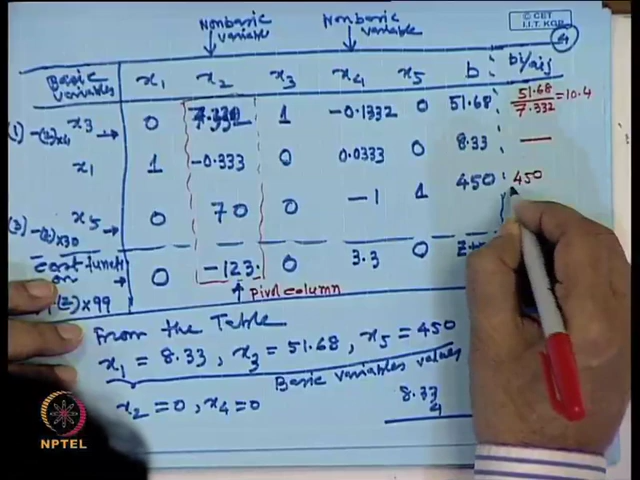 © CET
I.I.T. KGP
4
Nonbasic variable
Nonbasic variable
Basic variables x₁ x₂ x₃ x₄ x₅ b bi/aij
(1) -(2)x4 x₃ → 0 7.332 1 -0.1332 0 51.68 51.68/7.332 =10.4
x₁ 1 -0.333 0 0.0333 0 8.33 —
(3) -(2)x30 x₅ → 0 70 0 -1 1 450 450
cost function → 0 -123. 0 3.3 0
(2)x99
↑ pivot column
From the Table
x₁ = 8.33, x₃ = 51.68, x₅ = 450
Basic variables values
x₂ = 0, x₄ = 0
8.33
4
NPTEL